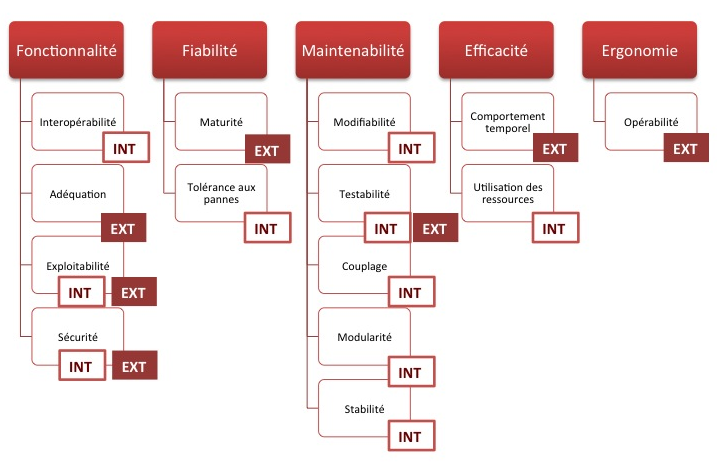 Fonctionnalité
Interopérabilité
INT
Adéquation
EXT
Exploitabilité
INT
EXT
Sécurité
INT
EXT
Fiabilité
Maturité
EXT
Tolérance aux
pannes
INT
Maintenabilité
Modifiabilité
INT
Testabilité
INT
EXT
Couplage
INT
Modularité
INT
Stabilité
INT
Efficacité
Comportement
temporel
EXT
Utilisation des
ressources
INT
Ergonomie
Opérabilité
EXT